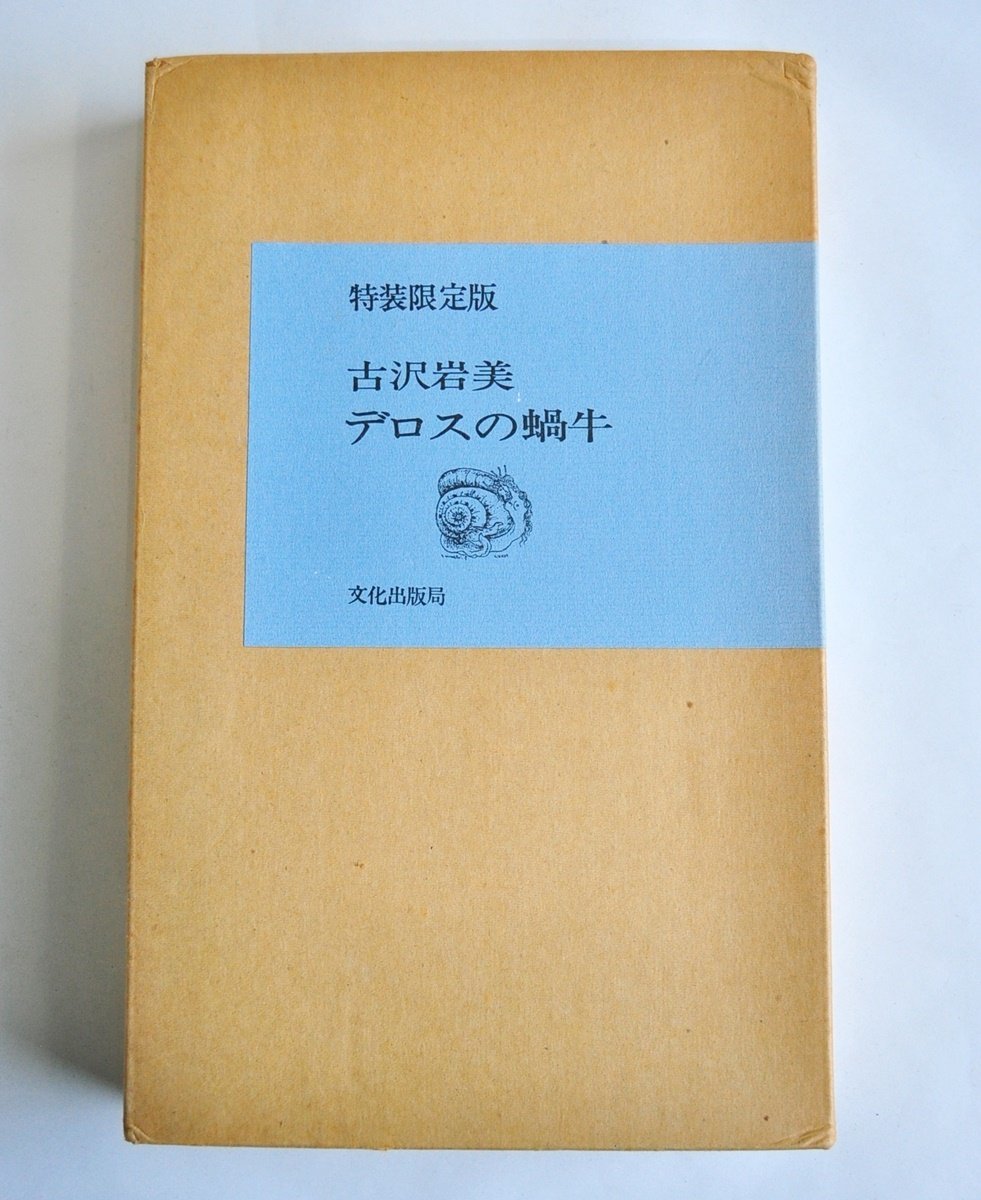 特装限定版
古沢岩美
デロスの蝸牛
文化出版局